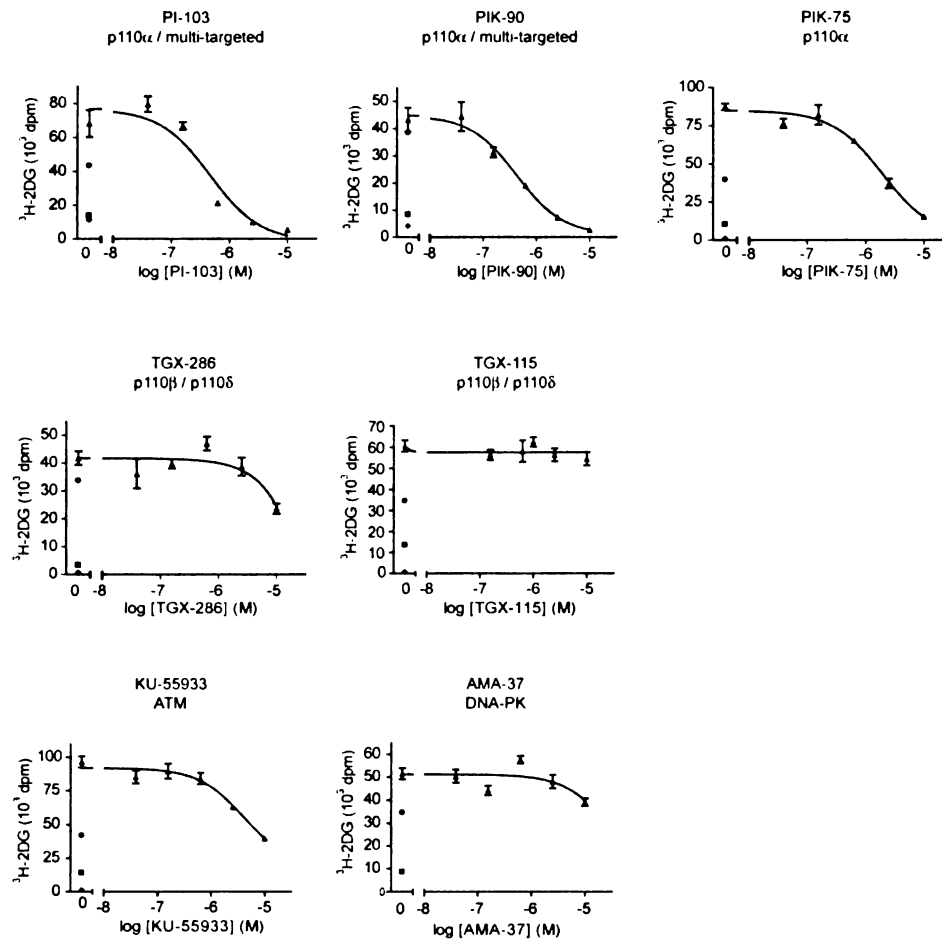 PI-103
p110α / multi-targeted
³H-2DG (10³ dpm)
80
60
40
20
0
0 -7 -6 -5
log [PI-103] (M)
PIK-90
p110α / multi-targeted
³H-2DG (10³ dpm)
50
40
30
20
10
0
0 -8 -7 -6 -5
log [PIK-90] (M)
PIK-75
p110α
³H-2DG (10³ dpm)
100
75
50
25
0
0 -8 -7 -6 -5
log [PIK-75] (M)
TGX-286
p110β / p110δ
³H-2DG (10³ dpm)
50
40
30
20
10
0
0 -8 -7 -6 -5
log [TGX-286] (M)
TGX-115
p110β / p110δ
³H-2DG (10³ dpm)
70
60
50
40
30
20
10
0
0 -8 -7 -6 -5
log [TGX-115] (M)
KU-55933
ATM
³H-2DG (10³ dpm)
100
75
50
25
0
0 -8 -7 -6 -5
log [KU-55933] (M)
AMA-37
DNA-PK
³H-2DG (10³ dpm)
60
50
40
30
20
10
0
0 -8 -7 -6 -5
log [AMA-37] (M)